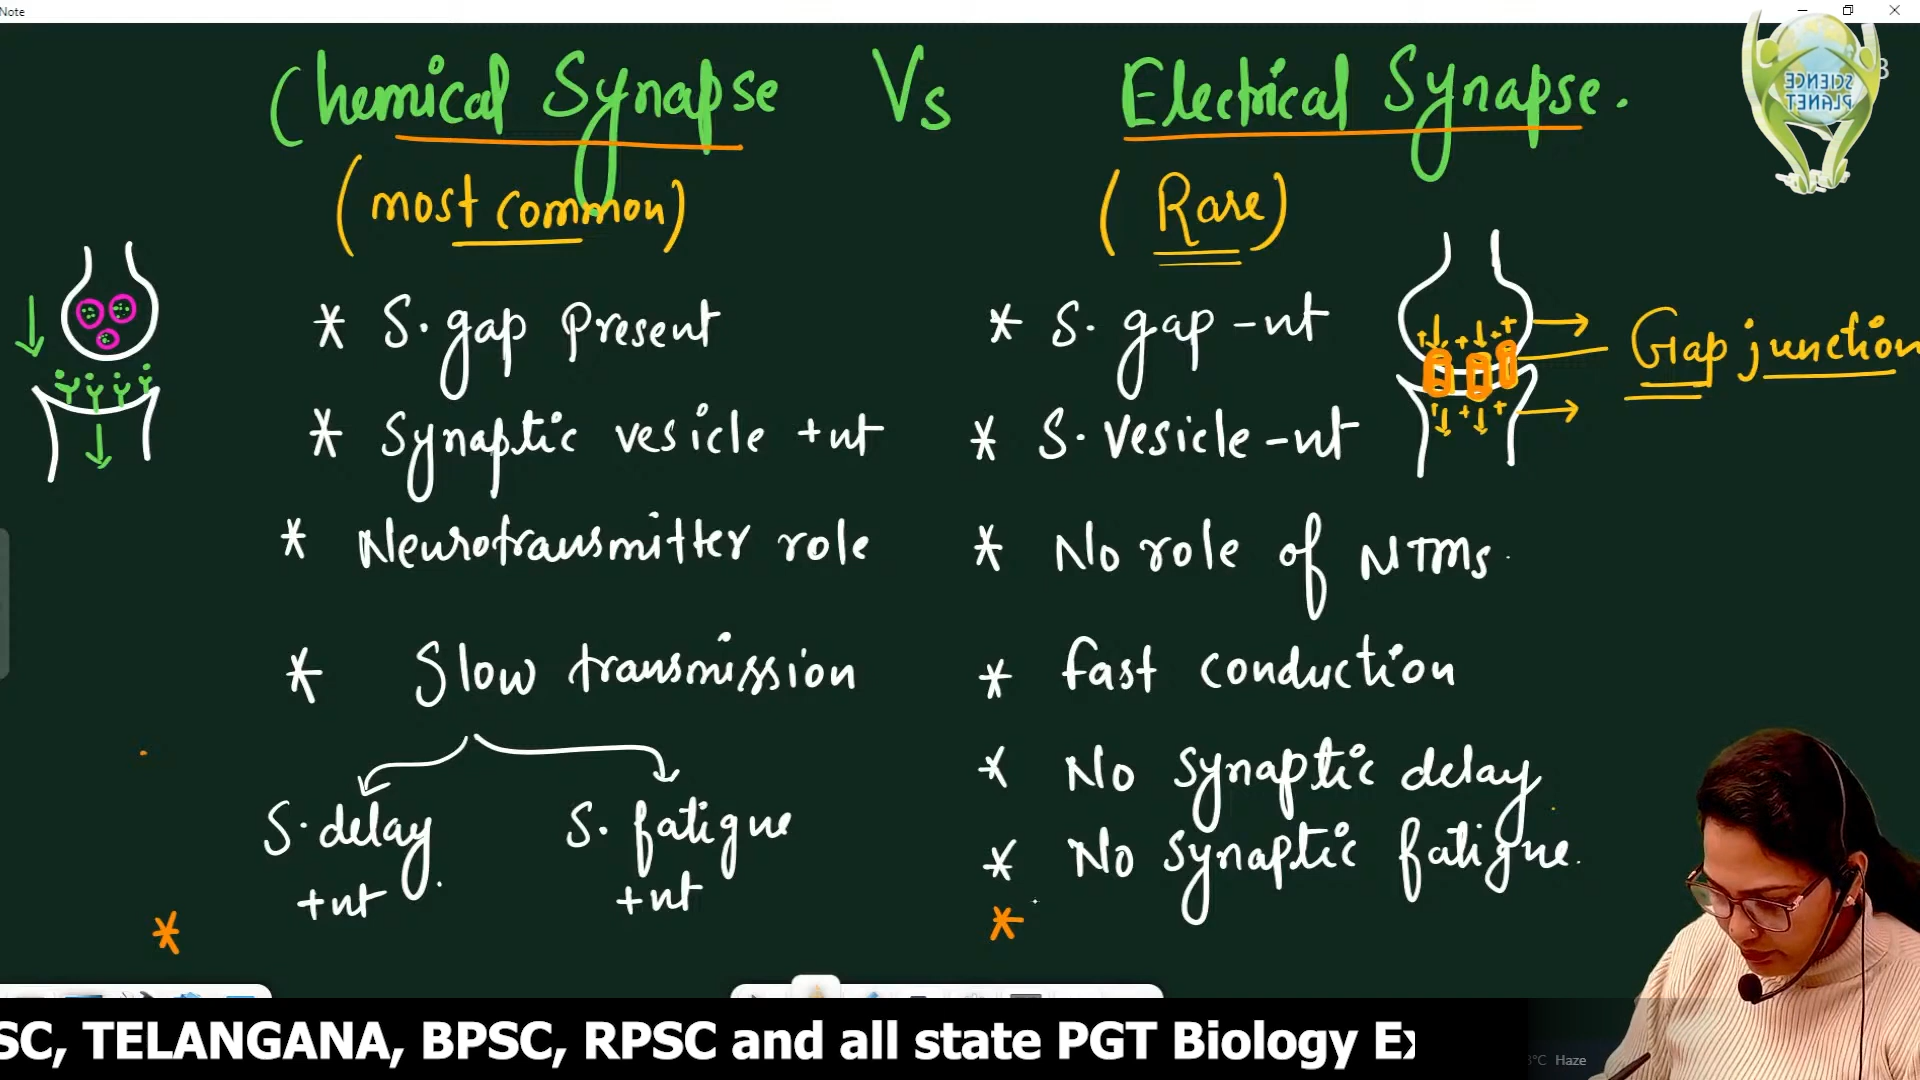 Note
Chemical Synapse Vs Electrical Synapse.
(most common)
(Rare)
SCIENCE
PLANET
* S. gap present
* Synaptic vesicle +nt
* Neurotransmitter role
* Slow transmission
S. delay
+nt
S. fatigue
+nt
*
* S. gap -nt
* S. vesicle -nt
* No role of NTMs.
* fast conduction
* No synaptic delay
* No synaptic fatigue.
*
Gap junction
SC, TELANGANA, BPSC, RPSC and all state PGT Biology Ex
°C Haze